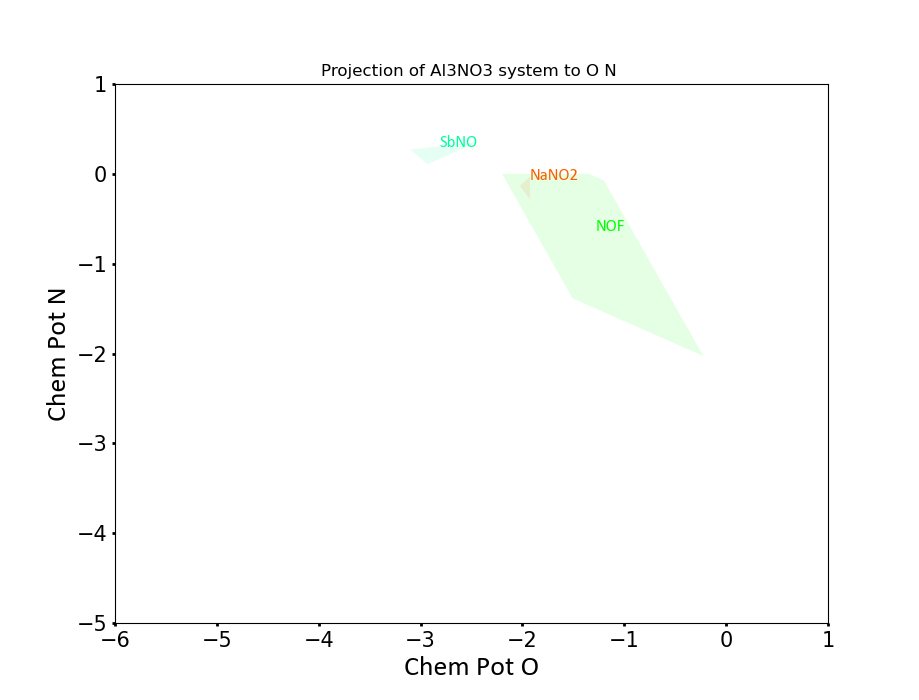 Projection of Al3NO3 system to O N
1
0
−1
−2
−3
−4
−5
Chem Pot N
SbNO
NaNO2
NOF
−6
−5
−4
−3
−2
−1
0
1
Chem Pot O